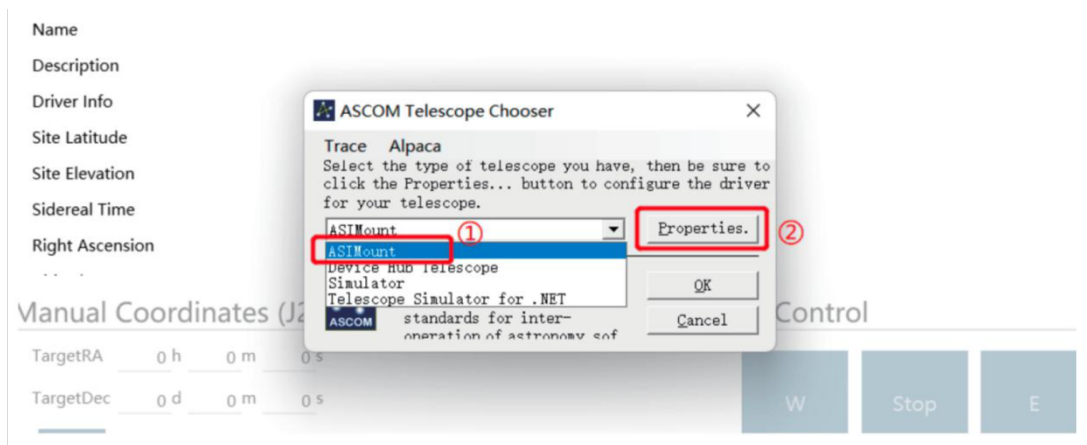 Name
Description
Driver Info
Site Latitude
Site Elevation
Sidereal Time
Right Ascension
ASCOM Telescope Chooser
Trace Alpaca
Select the type of telescope you have, then be sure to
click the Properties... button to configure the driver
for your telescope.
ASIMount ① Properties. ②
ASIMount
Device Hub Telescope
Simulator
Telescope Simulator for .NET
OK
ASCOM
standards for inter-
operation of astronomy sof
Cancel
Manual Coordinates (J2
Control
TargetRA 0 h 0 m 0 s
TargetDec 0 d 0 m 0 s
W Stop E